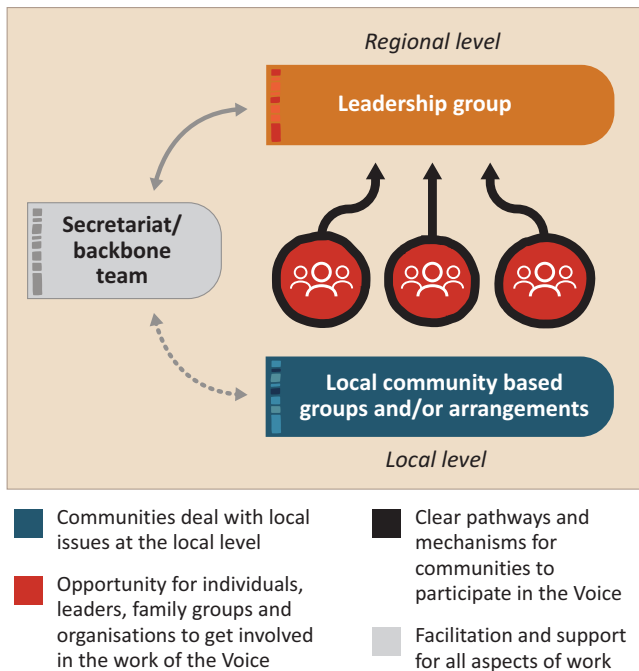 Regional level
Leadership group
Secretariat/
backbone
team
Local community based
groups and/or arrangements
Local level
Communities deal with local
issues at the local level
Opportunity for individuals,
leaders, family groups and
organisations to get involved
in the work of the Voice
Clear pathways and
mechanisms for
communities to
participate in the Voice
Facilitation and support
for all aspects of work